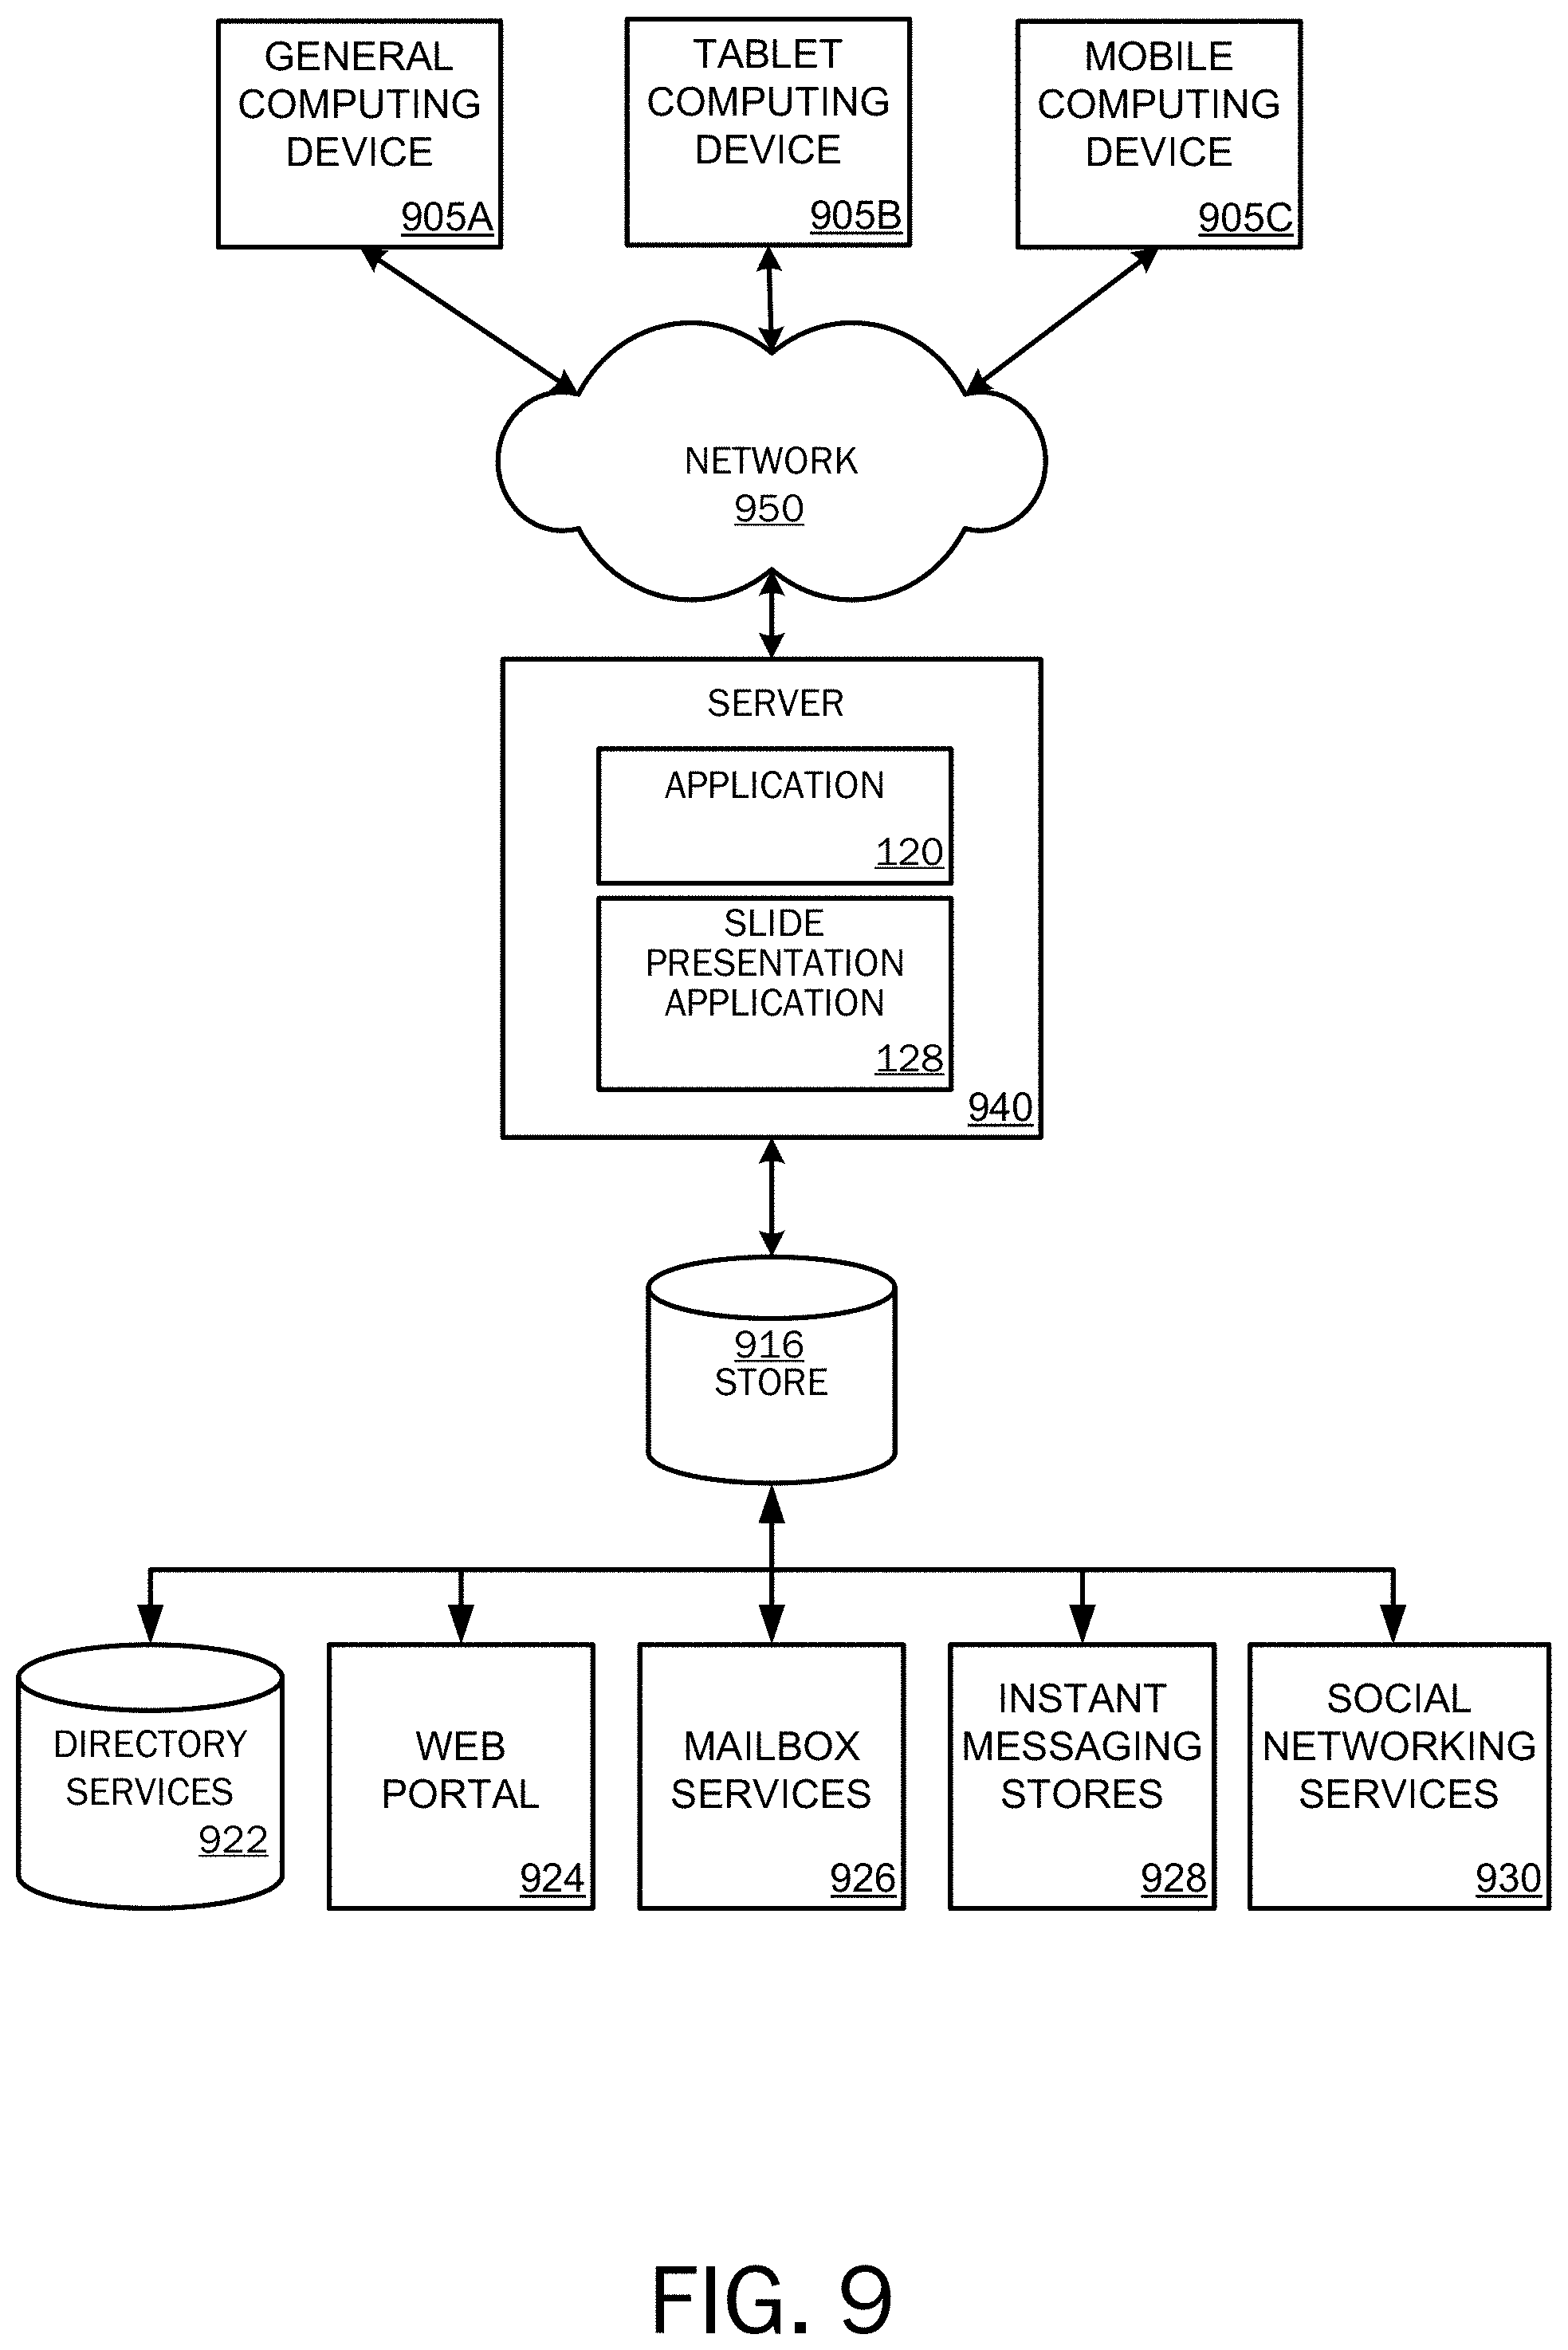 GENERAL
COMPUTING
DEVICE
905A
TABLET
COMPUTING
DEVICE
905B
MOBILE
COMPUTING
DEVICE
905C
NETWORK
950
SERVER
APPLICATION
120
SLIDE
PRESENTATION
APPLICATION
128
940
916
STORE
DIRECTORY
SERVICES
922
WEB
PORTAL
924
MAILBOX
SERVICES
926
INSTANT
MESSAGING
STORES
928
SOCIAL
NETWORKING
SERVICES
930
FIG. 9